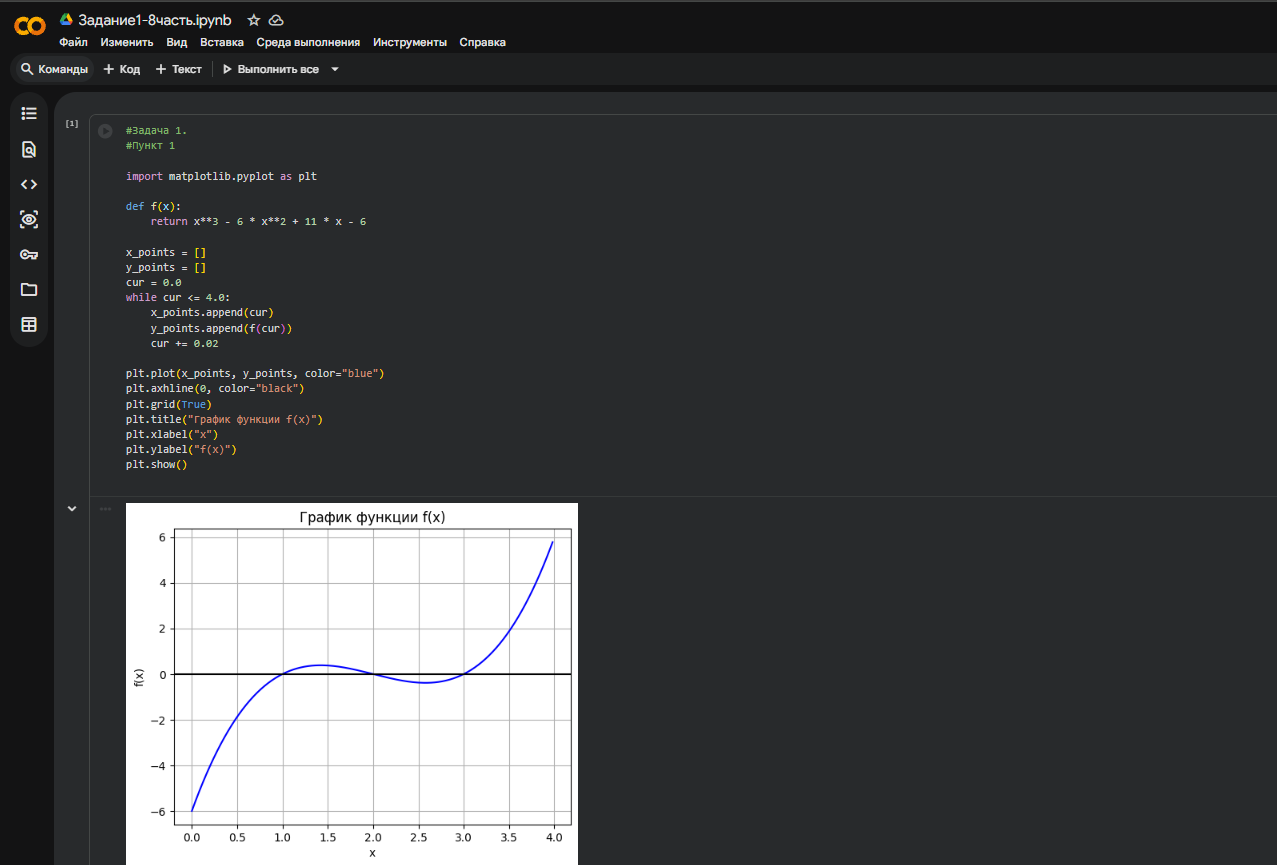 Задание1-8часть.ipynb
Файл Изменить Вид Вставка Среда выполнения Инструменты Справка
Команды + Код + Текст Выполнить все
[1]
#Задача 1.
#Пункт 1
import matplotlib.pyplot as plt
def f(x):
    return x**3 - 6 * x**2 + 11 * x - 6
x_points = []
y_points = []
cur = 0.0
while cur <= 4.0:
    x_points.append(cur)
    y_points.append(f(cur))
    cur += 0.02
plt.plot(x_points, y_points, color="blue")
plt.axhline(0, color="black")
plt.grid(True)
plt.title("График функции f(x)")
plt.xlabel("x")
plt.ylabel("f(x)")
plt.show()
График функции f(x)
6
4
2
0
−2
−4
−6
f(x)
0.0 0.5 1.0 1.5 2.0 2.5 3.0 3.5 4.0
x